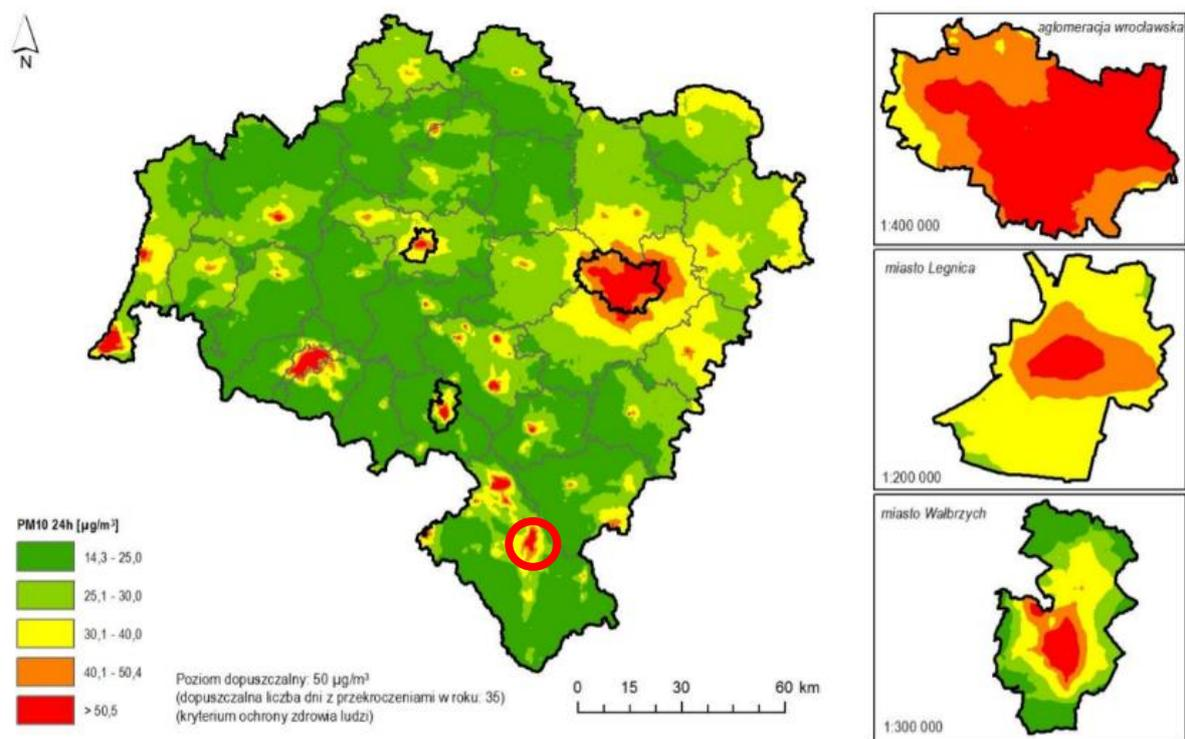 N
PM10 24h [µg/m³]
14,3 - 25,0
25,1 - 30,0
30,1 - 40,0
40,1 - 50,4
> 50,5
Poziom dopuszczalny: 50 µg/m³
(dopuszczalna liczba dni z przekroczeniami w roku: 35)
(kryterium ochrony zdrowia ludzi)
0 15 30 60 km
aglomeracja wrocławska
1:400 000
miasto Legnica
1:200 000
miasto Wałbrzych
1:300 000